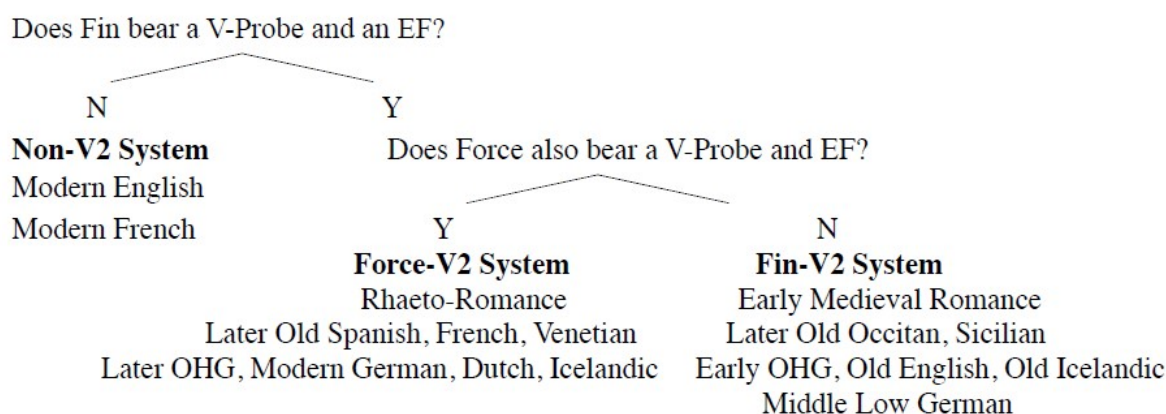 Does Fin bear a V-Probe and an EF?
N Y
Non-V2 System Does Force also bear a V-Probe and EF?
Modern English
Modern French Y N
Force-V2 System Fin-V2 System
Rhaeto-Romance Early Medieval Romance
Later Old Spanish, French, Venetian Later Old Occitan, Sicilian
Later OHG, Modern German, Dutch, Icelandic Early OHG, Old English, Old Icelandic
Middle Low German